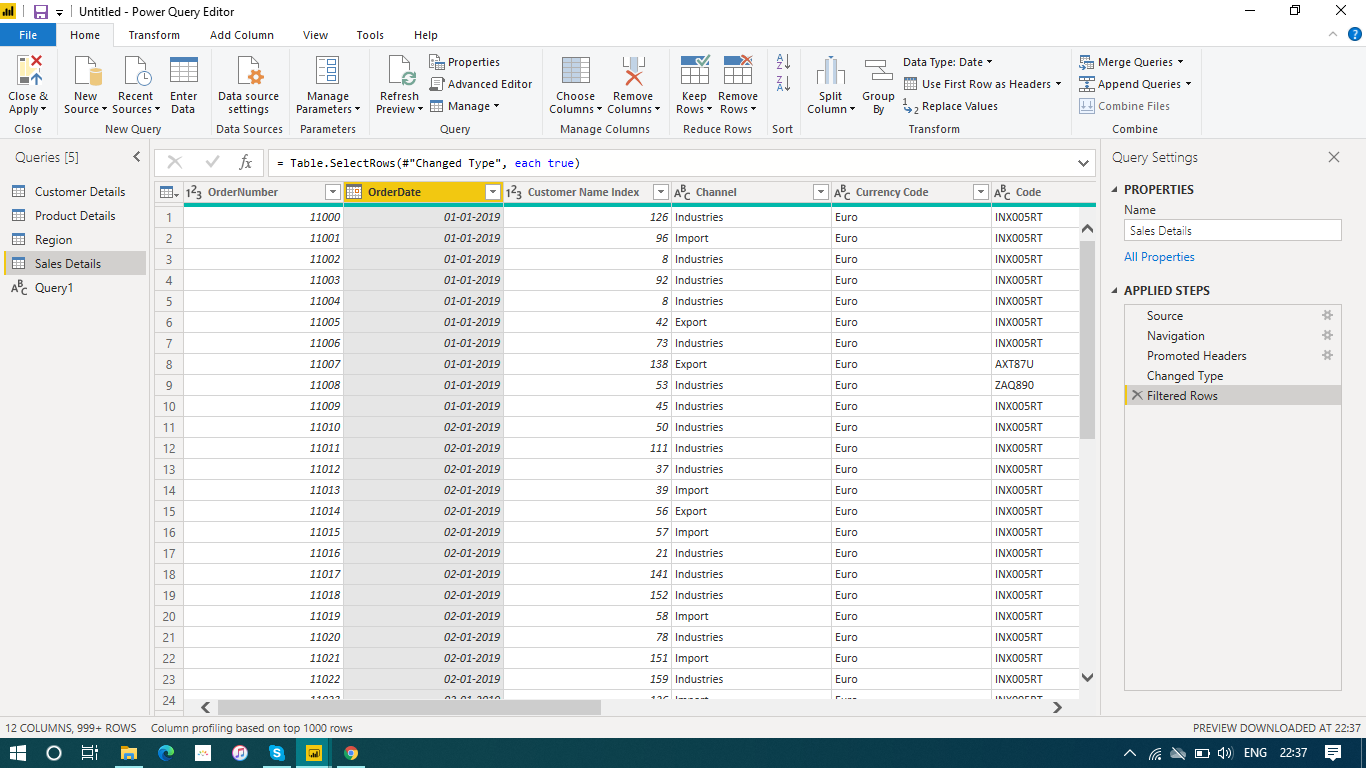 Untitled - Power Query Editor
File Home Transform Add Column View Tools Help
Close & Apply
New Source
Recent Sources
Enter Data
Data source settings
Manage Parameters
Refresh Preview
Properties
Advanced Editor
Manage
Choose Columns
Remove Columns
Keep Rows
Remove Rows
Split Column
Group By
Data Type: Date
Use First Row as Headers
Replace Values
Merge Queries
Append Queries
Combine Files
Close New Query Data Sources Parameters Query Manage Columns Reduce Rows Sort Transform Combine
Queries [5]
Customer Details
Product Details
Region
Sales Details
Query1
= Table.SelectRows(#"Changed Type", each true)
OrderNumber OrderDate Customer Name Index Channel Currency Code Code
1 11000 01-01-2019 126 Industries Euro INX005RT
2 11001 01-01-2019 96 Import Euro INX005RT
3 11002 01-01-2019 8 Industries Euro INX005RT
4 11003 01-01-2019 92 Industries Euro INX005RT
5 11004 01-01-2019 8 Industries Euro INX005RT
6 11005 01-01-2019 42 Export Euro INX005RT
7 11006 01-01-2019 73 Industries Euro INX005RT
8 11007 01-01-2019 138 Export Euro AXT87U
9 11008 01-01-2019 53 Industries Euro ZAQ890
10 11009 01-01-2019 45 Industries Euro INX005RT
11 11010 02-01-2019 50 Industries Euro INX005RT
12 11011 02-01-2019 111 Industries Euro INX005RT
13 11012 02-01-2019 37 Industries Euro INX005RT
14 11013 02-01-2019 39 Import Euro INX005RT
15 11014 02-01-2019 56 Export Euro INX005RT
16 11015 02-01-2019 57 Import Euro INX005RT
17 11016 02-01-2019 21 Industries Euro INX005RT
18 11017 02-01-2019 141 Industries Euro INX005RT
19 11018 02-01-2019 152 Industries Euro INX005RT
20 11019 02-01-2019 58 Import Euro INX005RT
21 11020 02-01-2019 78 Industries Euro INX005RT
22 11021 02-01-2019 151 Import Euro INX005RT
23 11022 02-01-2019 159 Industries Euro INX005RT
24
Query Settings
PROPERTIES
Name
Sales Details
All Properties
APPLIED STEPS
Source
Navigation
Promoted Headers
Changed Type
Filtered Rows
12 COLUMNS, 999+ ROWS Column profiling based on top 1000 rows PREVIEW DOWNLOADED AT 22:37
ENG 22:37